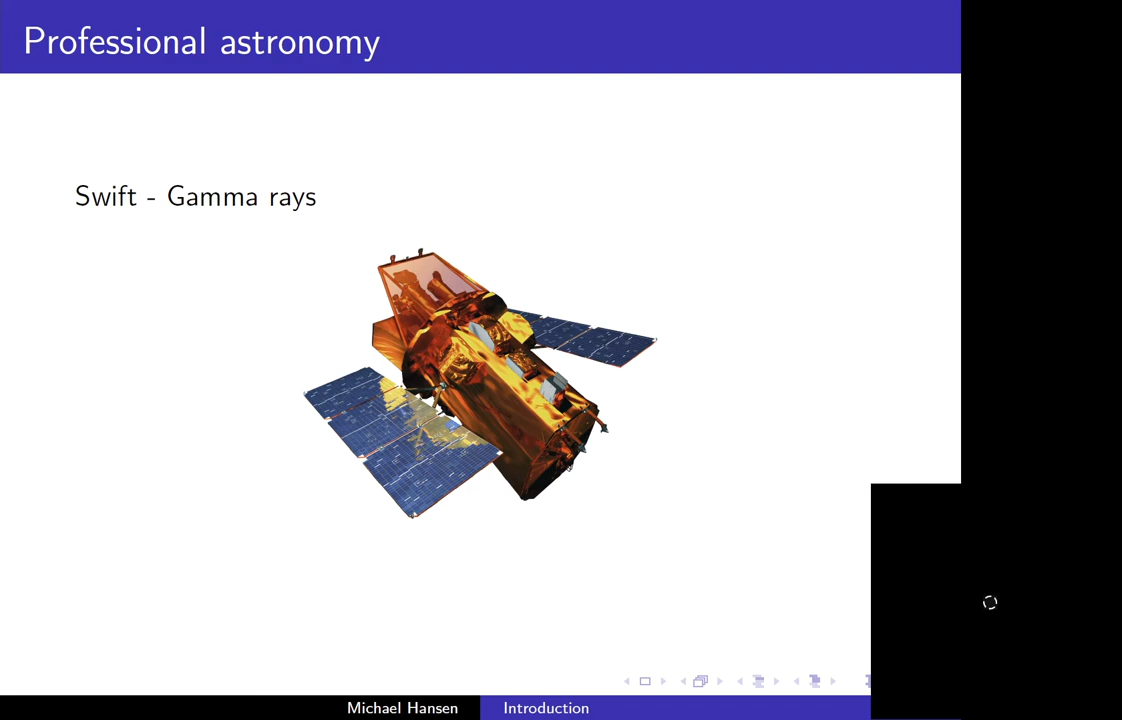 Professional astronomy
Swift - Gamma rays
Michael Hansen
Introduction